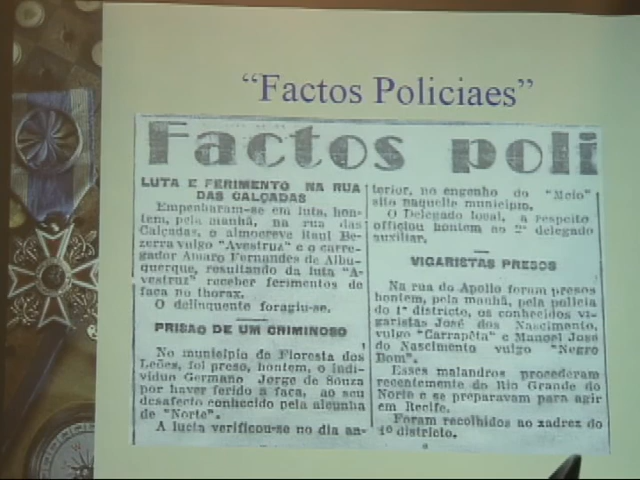 “Factos Policiaes”
Factos poli
LUTA E FERIMENTO NA RUA
DAS CALÇADAS
Empenharam-se em luta, hon-
tem, pela manhã, na rua das
Calçadas, o almocreve Raul Be-
zerra vulgo "Avestruz" e o carre-
gador Amaro Fernandes de Albu-
querque, resultando da luta "A-
vestruz" receber ferimentos de
faca no thorax.
O delinquente foragiu-se.
PRISAO DE UM CRIMINOSO
No municipio da Floresta dos
Leões, foi preso, hontem, o indi-
viduo Germano Jorge de Souza
por haver ferido a faca, ao seu
desafecto conhecido pela alcunha
de "Norte".
A lucta verificou-se no dia an-
terior, no engenho do "Meio"
sito naquelle municipio.
O Delegado local, a respeito
officiou hontem ao 2º delegado
auxiliar.
VIGARISTAS PRESOS
Na rua do Apollo foram presos
hontem, pela manhã, pela policia
do 1º districto, os conhecidos vi-
garistas José dos Nascimento,
vulgo "Carrapêta" e Manoel José
do Nascimento vulgo "Negro
Bom".
Esses malandros procederam
recentemente do Rio Grande do
Norte e se preparavam para agir
em Recife.
Foram recolhidos ao xadrez do
1º districto.